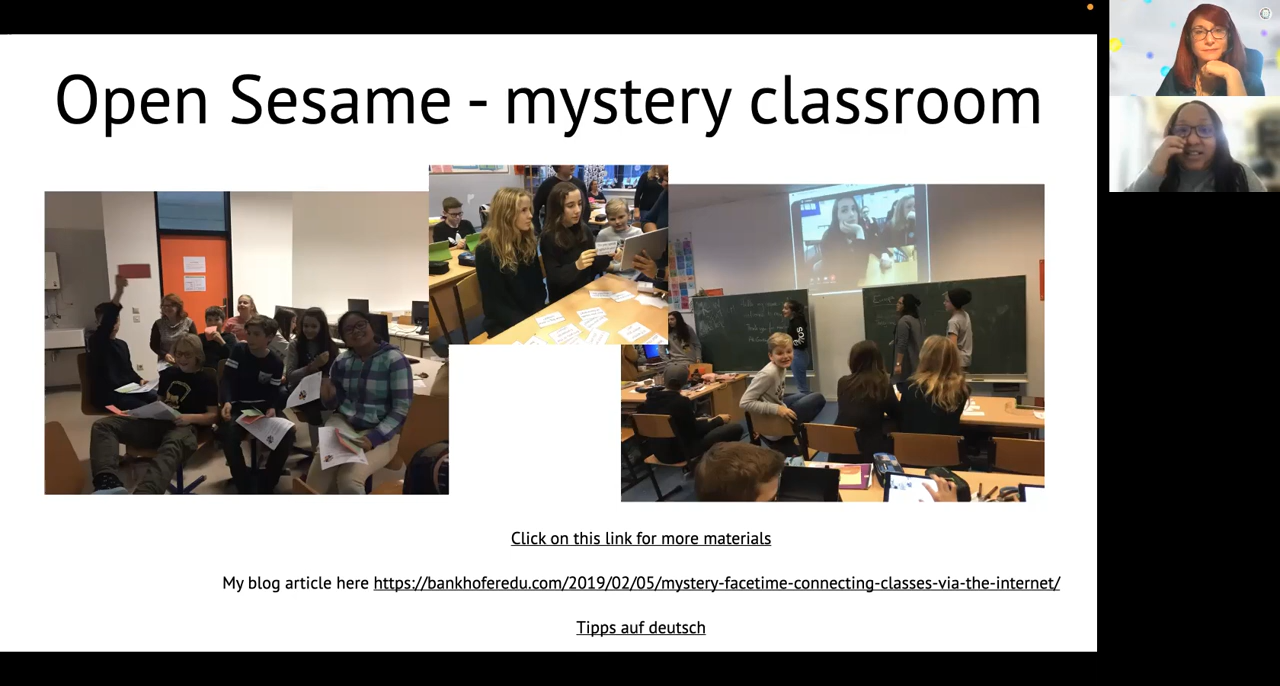 Open Sesame - mystery classroom
Click on this link for more materials
My blog article here https://bankhoferedu.com/2019/02/05/mystery-facetime-connecting-classes-via-the-internet/
Tipps auf deutsch